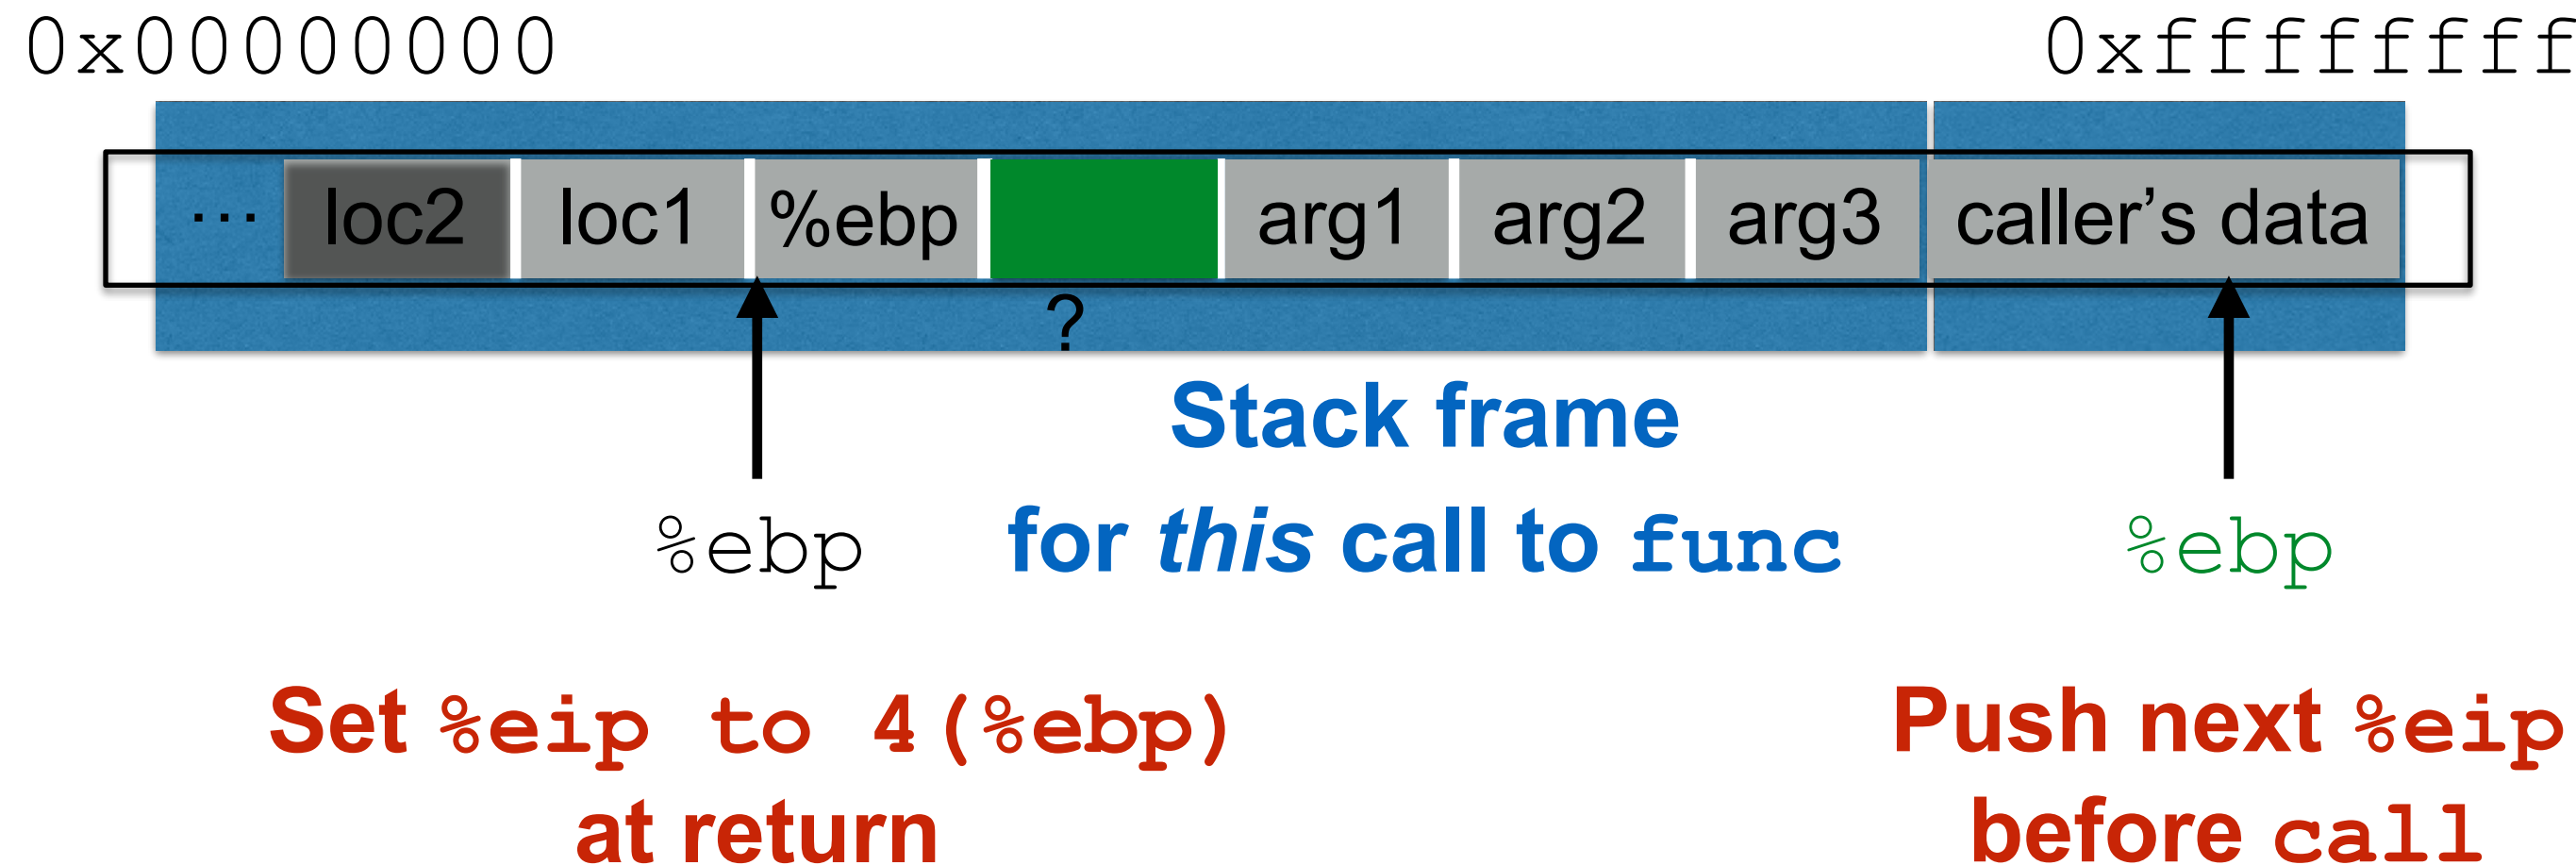 0x00000000 0xffffffff
... loc2 loc1 %ebp arg1 arg2 arg3 caller's data
?
Stack frame
%ebp for this call to func %ebp
Set %eip to 4(%ebp) Push next %eip
at return before call